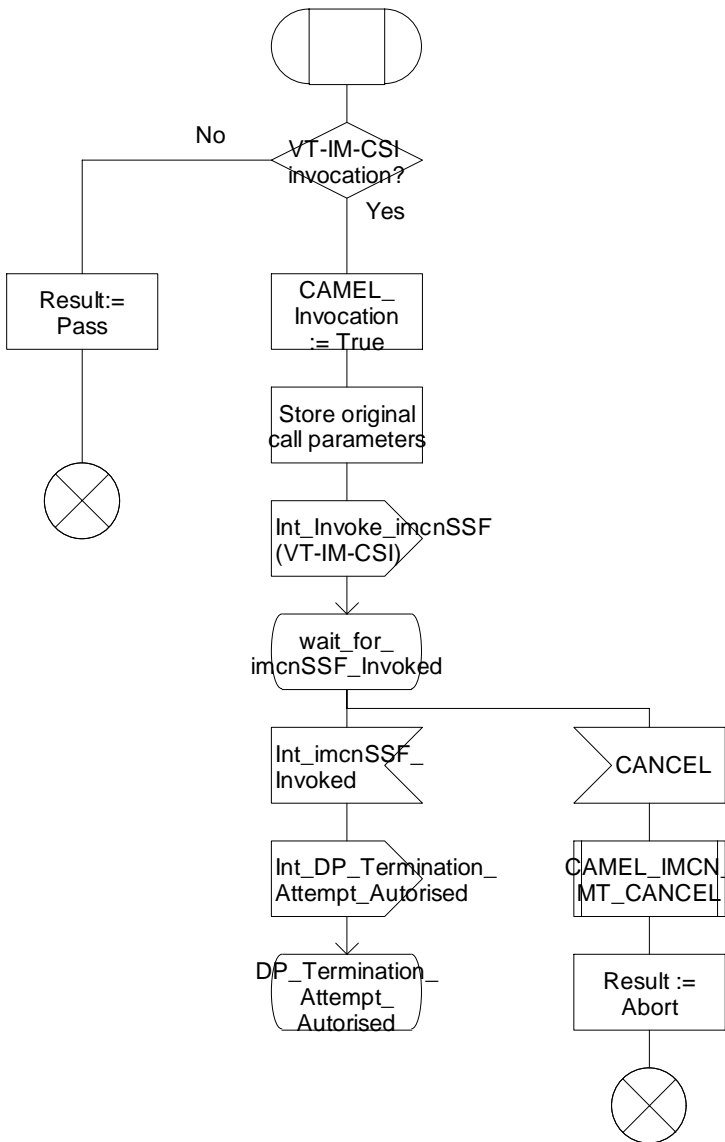 No
VT-IM-CSI
invocation?
Yes
Result:=
Pass
CAMEL_
Invocation
:= True
Store original
call parameters
Int_Invoke_imcnSSF
(VT-IM-CSI)
wait_for_
imcnSSF_Invoked
Int_imcnSSF_
Invoked
CANCEL
Int_DP_Termination_
Attempt_Autorised
CAMEL_IMCN_
MT_CANCEL
DP_Termination_
Attempt_
Autorised
Result :=
Abort